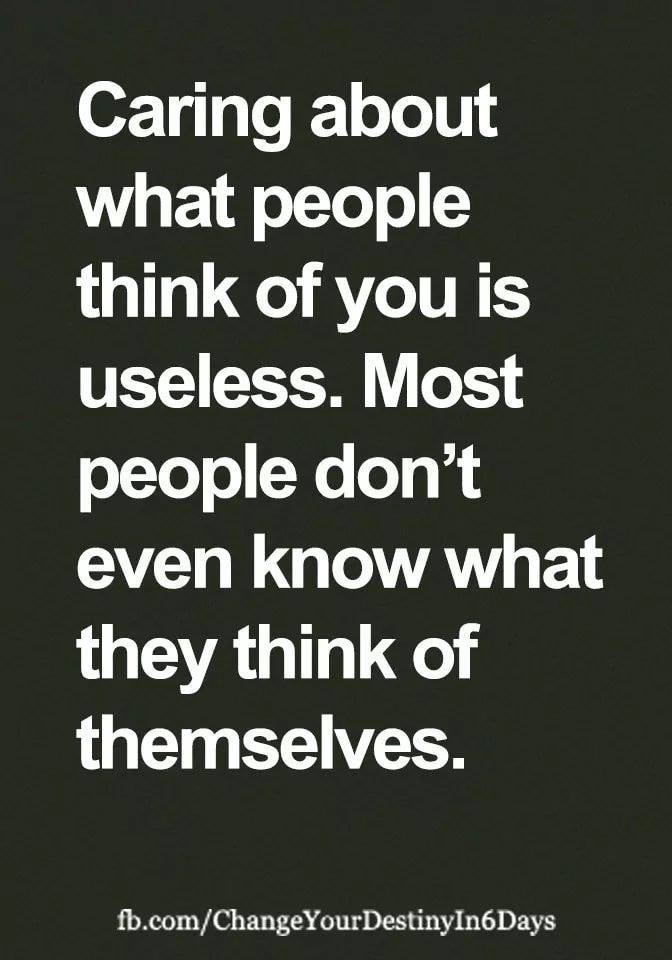 Caring about
what people
think of you is
useless. Most
people don’t
even know what
they think of
themselves.
fb.com/ChangeYourDestinyIn6Days